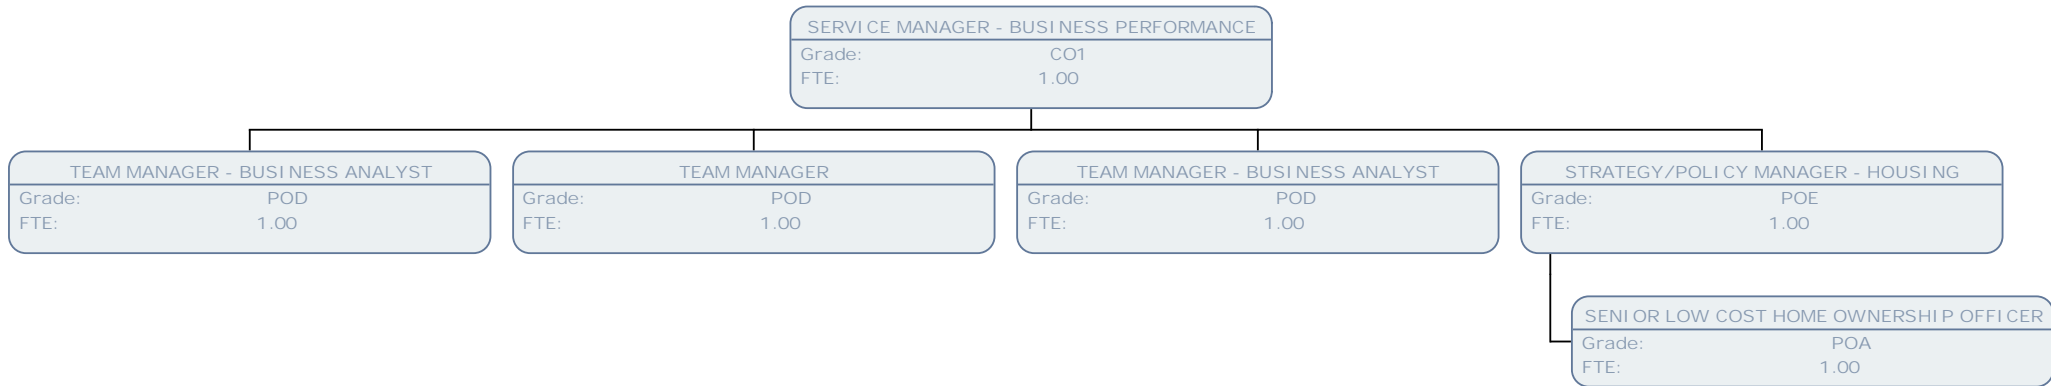 SERVICE MANAGER - BUSINESS PERFORMANCE
Grade: CO1
FTE: 1.00
TEAM MANAGER - BUSINESS ANALYST
Grade: POD
FTE: 1.00
TEAM MANAGER
Grade: POD
FTE: 1.00
TEAM MANAGER - BUSINESS ANALYST
Grade: POD
FTE: 1.00
STRATEGY/POLICY MANAGER - HOUSING
Grade: POE
FTE: 1.00
SENIOR LOW COST HOME OWNERSHIP OFFICER
Grade: POA
FTE: 1.00